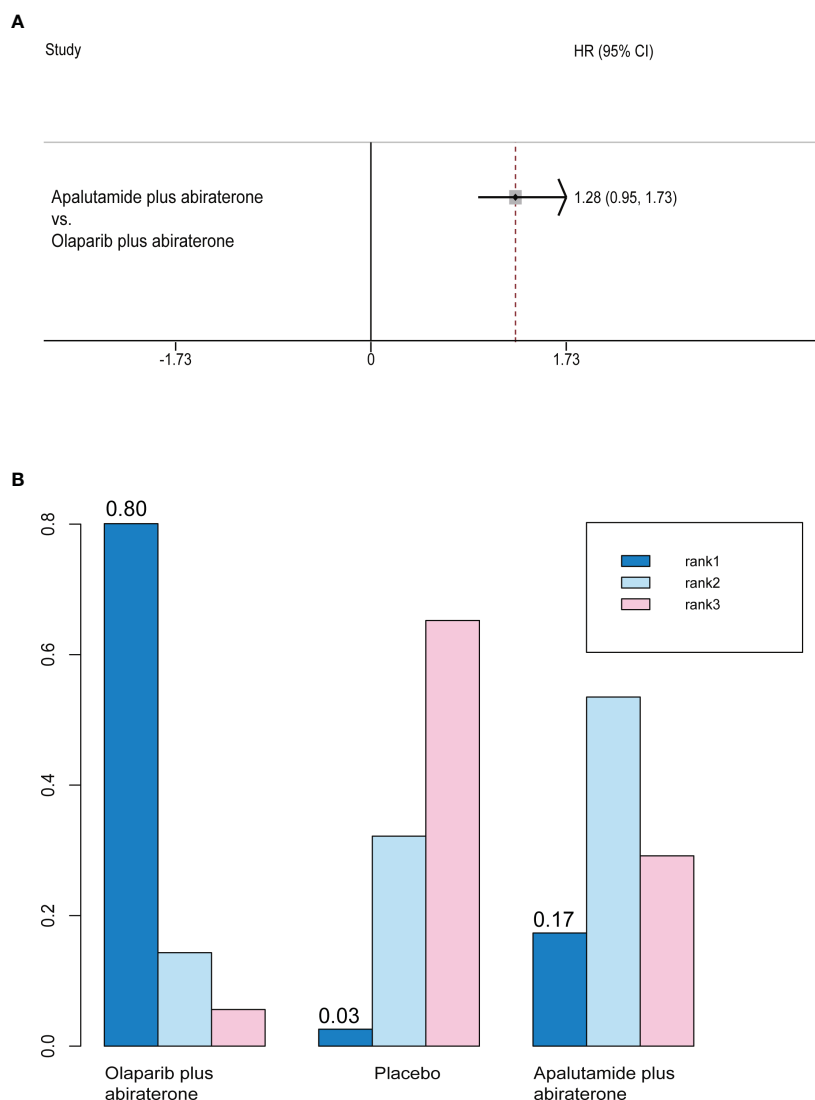 A
Study HR (95% CI)
Apalutamide plus abiraterone
vs.
Olaparib plus abiraterone
1.28 (0.95, 1.73)
-1.73 0 1.73
B
0.80
0.8
0.6
0.4
0.2
0.0
rank1
rank2
rank3
0.03
0.17
Olaparib plus
abiraterone
Placebo
Apalutamide plus
abiraterone